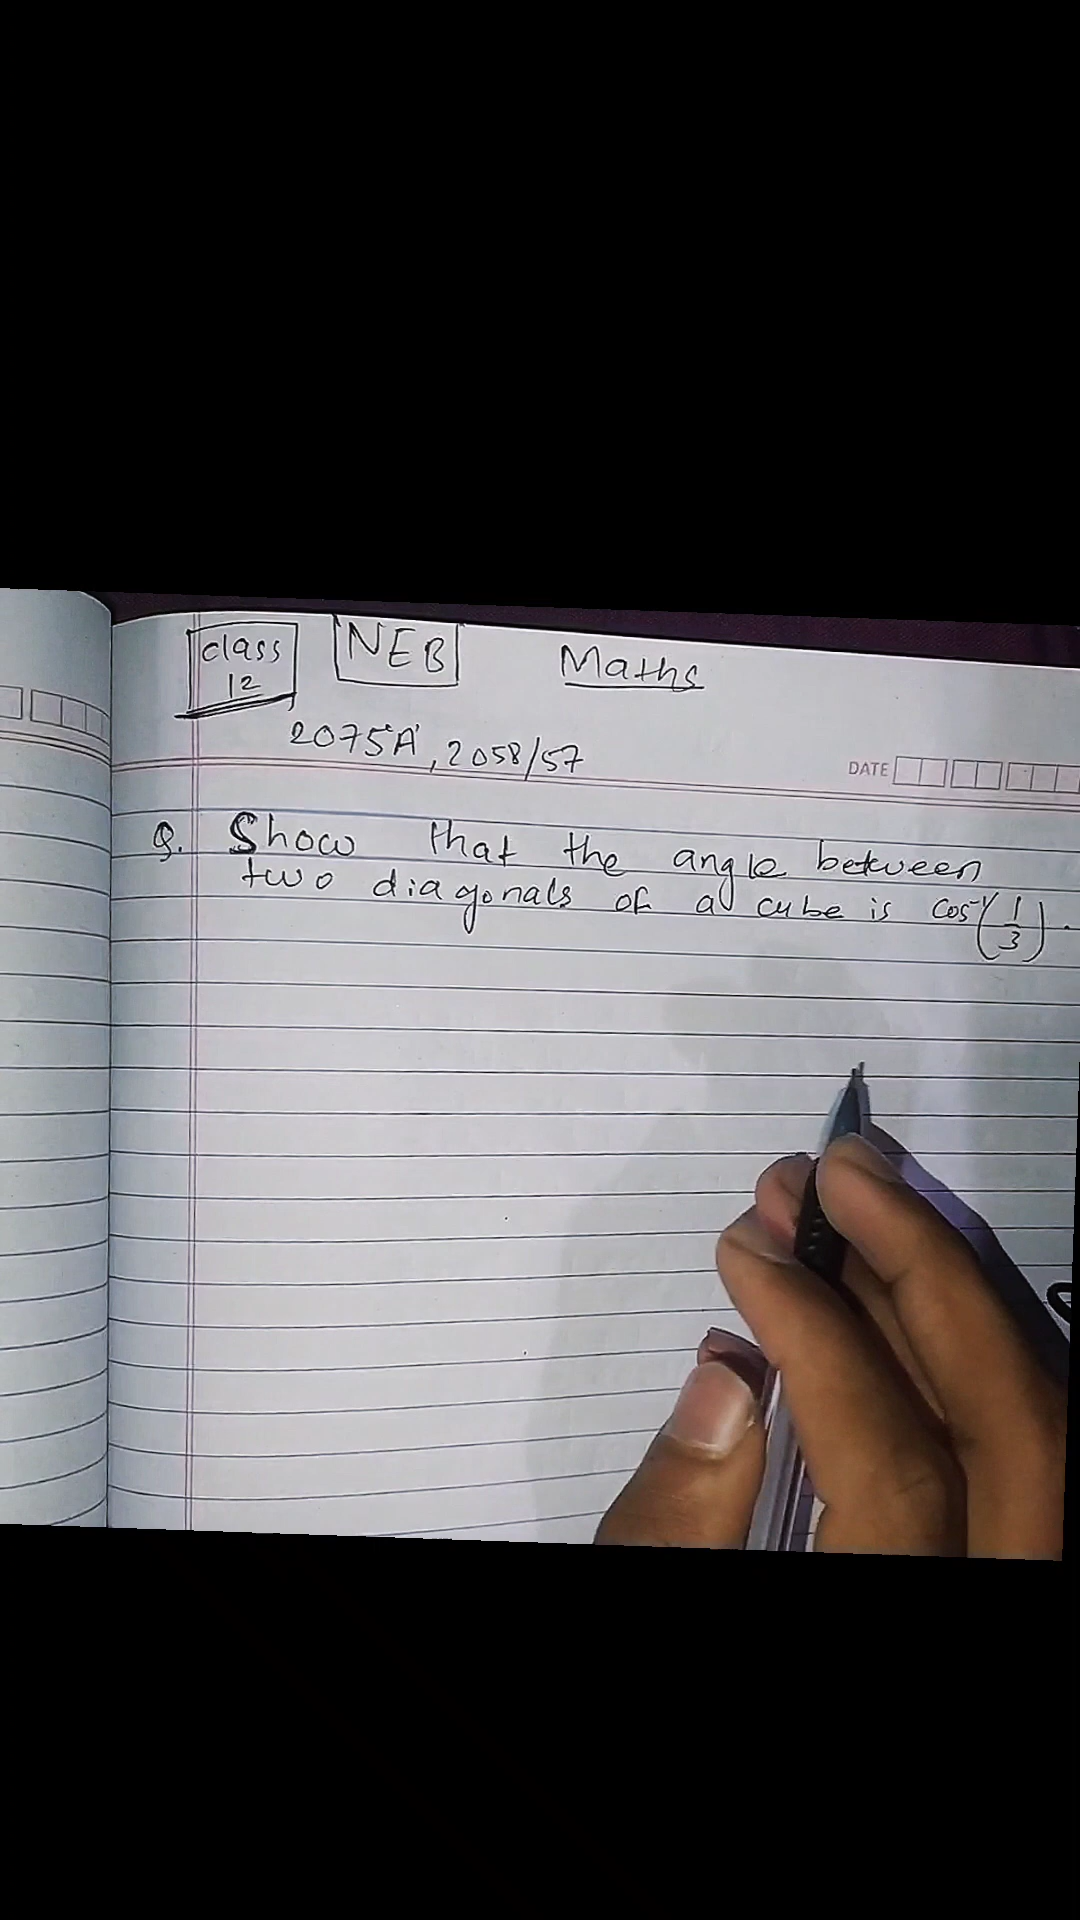 class
12
NEB
Maths
2075'A', 2058/57
DATE
Q. Show that the angle between
two diagonals of a cube is cos⁻¹(1/3).